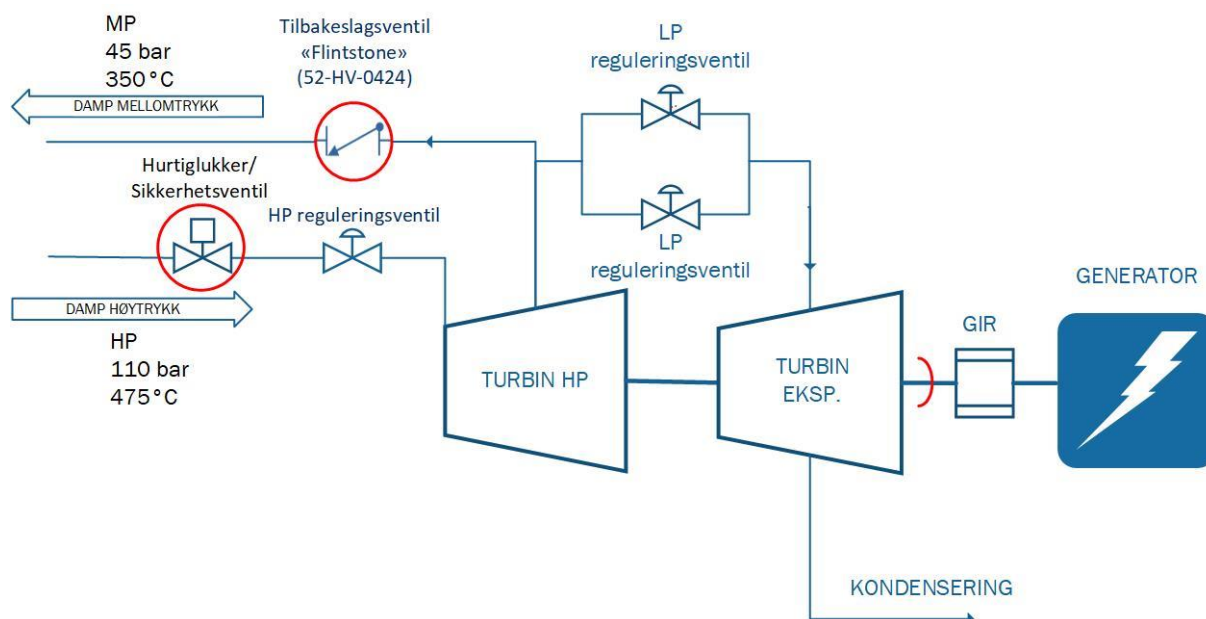 MP
45 bar
350°C
DAMP MELLOMTRYKK
Tilbakeslagsventil
«Flintstone»
(52-HV-0424)
LP
reguleringsventil
Hurtiglukker/
Sikkerhetsventil
HP reguleringsventil
LP
reguleringsventil
DAMP HØYTRYKK
HP
110 bar
475°C
TURBIN HP
TURBIN
EKSP.
GIR
GENERATOR
KONDENSERING